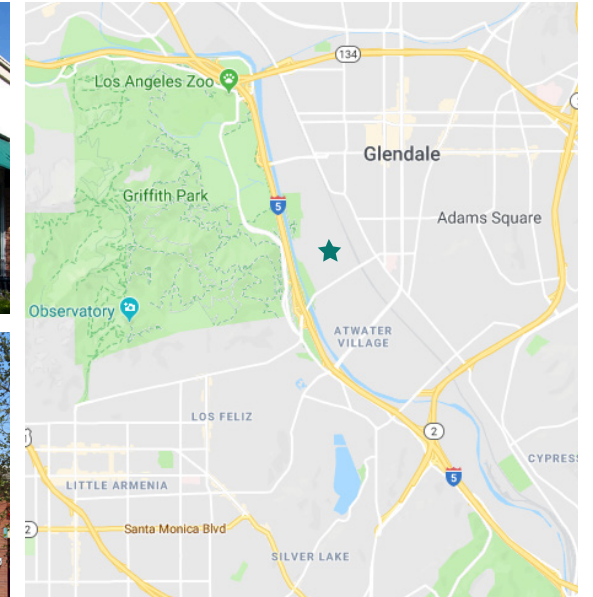 134
Los Angeles Zoo
Glendale
Griffith Park
5
Adams Square
Observatory
ATWATER
VILLAGE
LOS FELIZ
2
CYPRESS
5
LITTLE ARMENIA
2
Santa Monica Blvd
SILVER LAKE